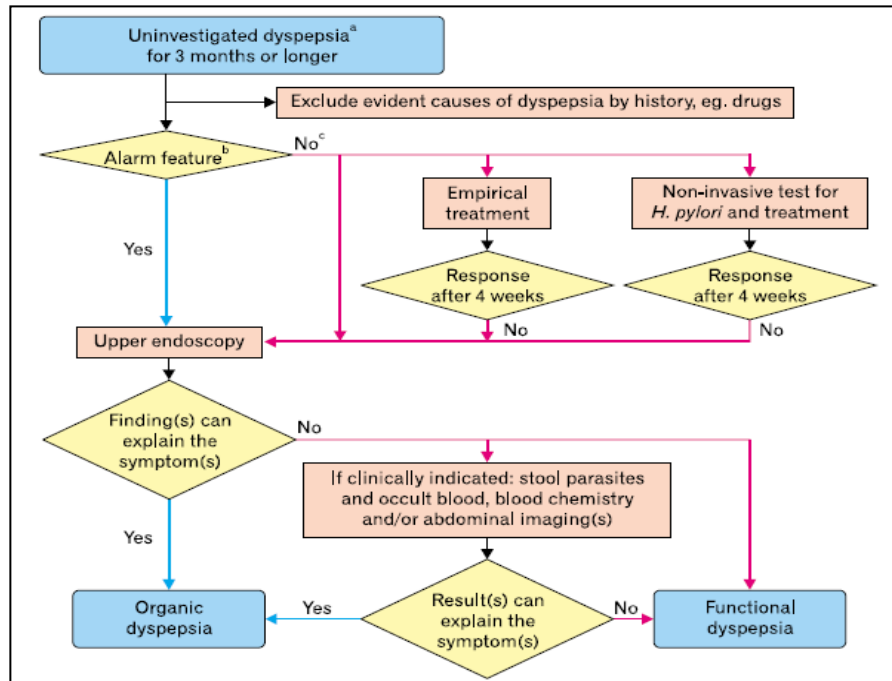 Uninvestigated dyspepsiaᵃ
for 3 months or longer
Exclude evident causes of dyspepsia by history, eg. drugs
Alarm featureᵇ
Noᶜ
Empirical
treatment
Non-invasive test for
H. pylori and treatment
Yes
Response
after 4 weeks
Response
after 4 weeks
No
No
Upper endoscopy
Finding(s) can
explain the
symptom(s)
No
If clinically indicated: stool parasites
and occult blood, blood chemistry
and/or abdominal imaging(s)
Yes
Organic
dyspepsia
Yes
Result(s) can
explain the
symptom(s)
No
Functional
dyspepsia